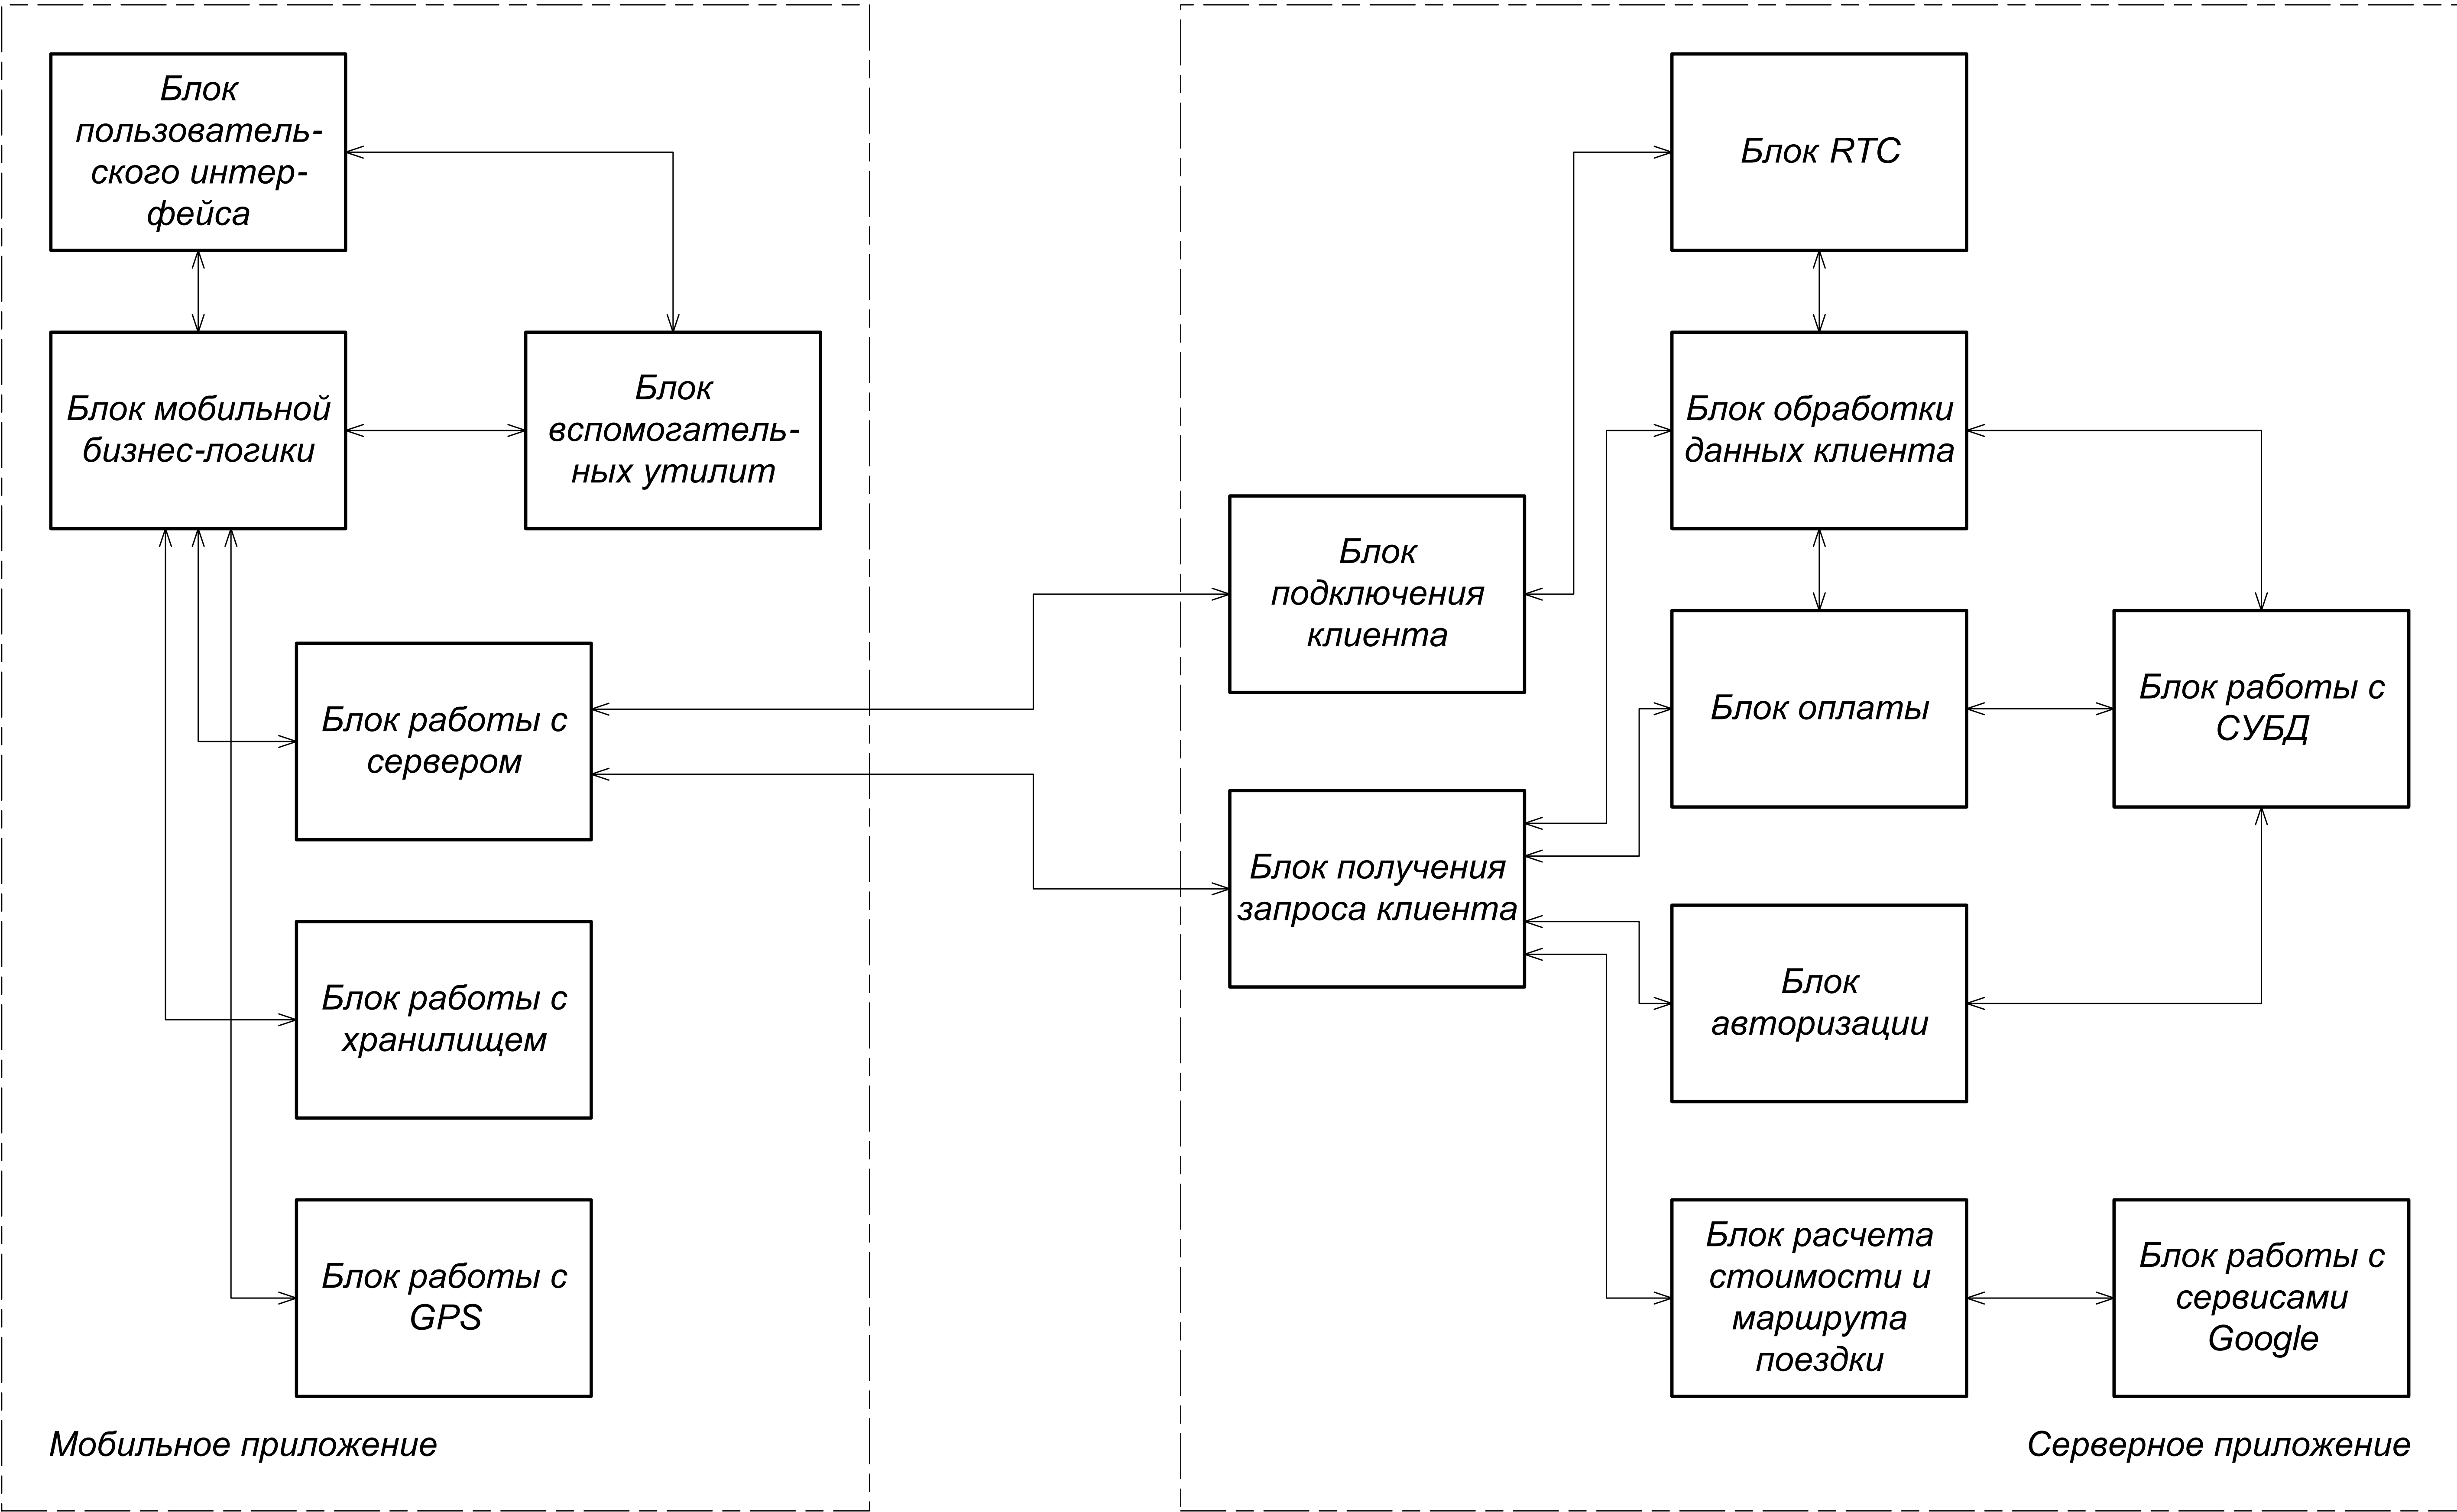 Блок
пользователь-
ского интер-
фейса
Блок мобильной
бизнес-логики
Блок
вспомогатель-
ных утилит
Блок работы с
сервером
Блок работы с
хранилищем
Блок работы с
GPS
Мобильное приложение
Блок
подключения
клиента
Блок получения
запроса клиента
Блок RTC
Блок обработки
данных клиента
Блок оплаты
Блок работы с
СУБД
Блок
авторизации
Блок расчета
стоимости и
маршрута
поездки
Блок работы с
сервисами
Google
Серверное приложение